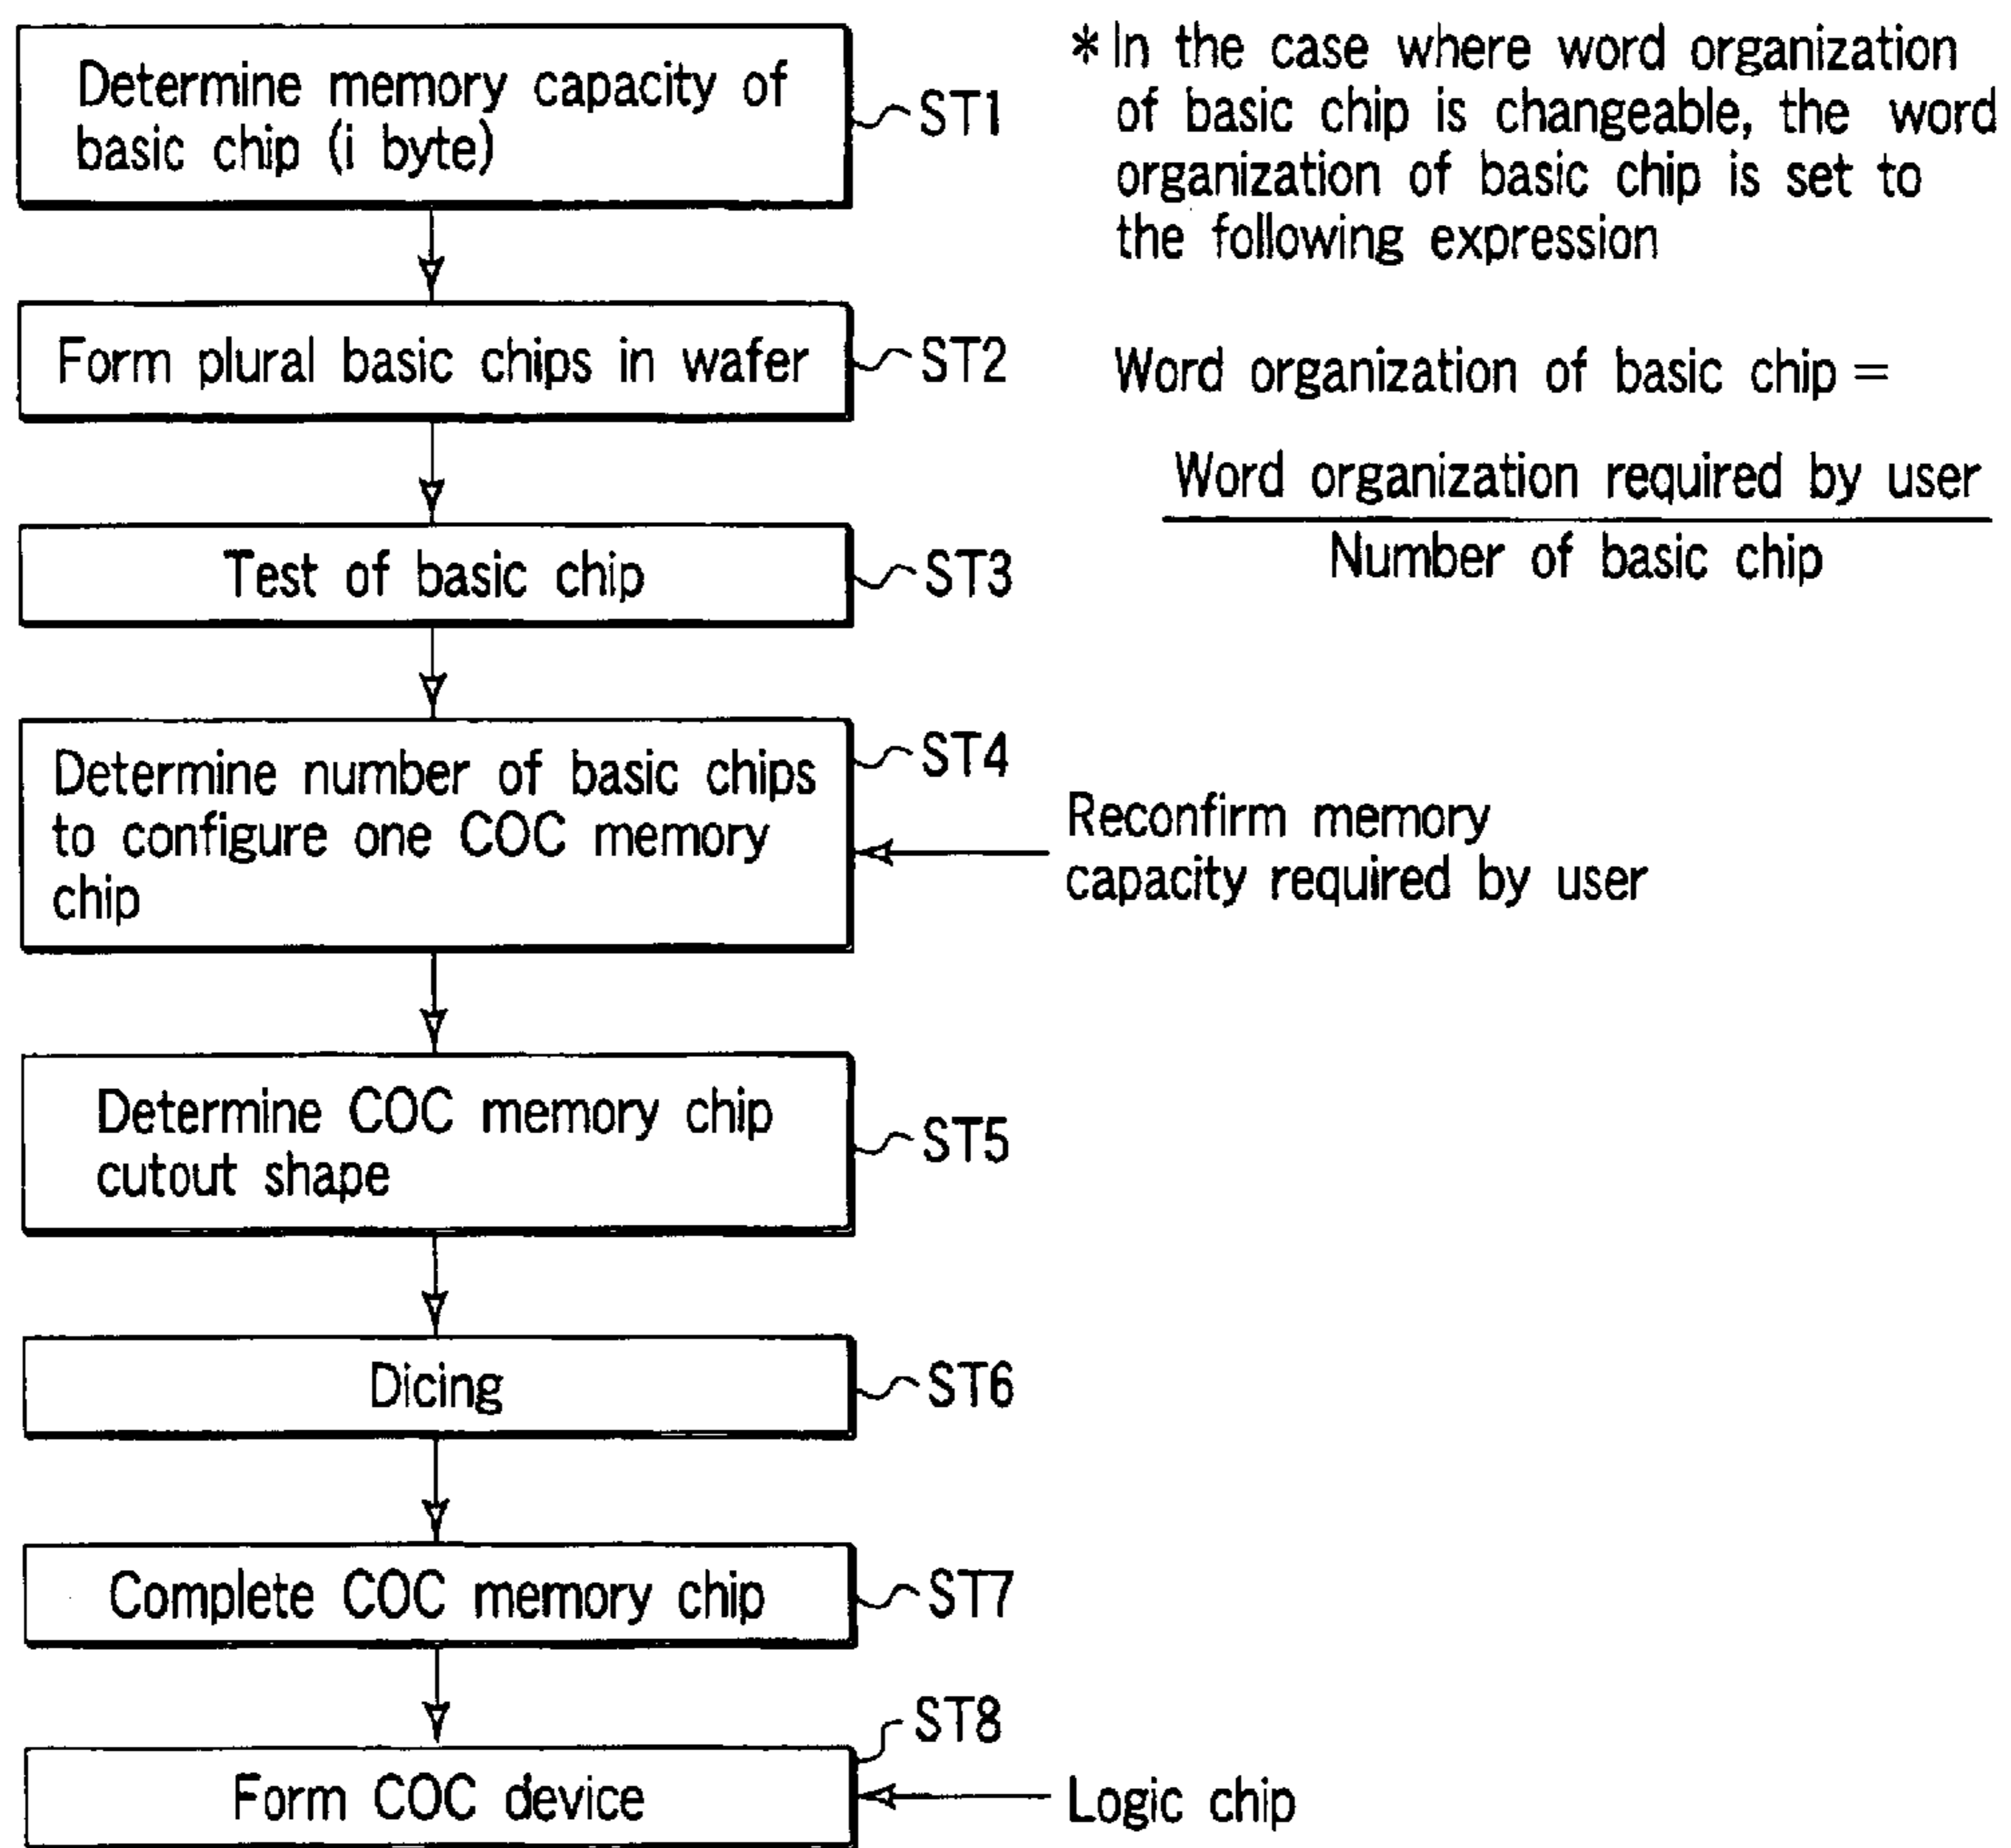 Determine memory capacity of
basic chip (i byte)
ST1
* In the case where word organization
of basic chip is changeable, the word
organization of basic chip is set to
the following expression
Word organization of basic chip =
Word organization required by user
Number of basic chip
Form plural basic chips in wafer
ST2
Test of basic chip
ST3
Determine number of basic chips
to configure one COC memory
chip
ST4
Reconfirm memory
capacity required by user
Determine COC memory chip
cutout shape
ST5
Dicing
ST6
Complete COC memory chip
ST7
Form COC device
ST8
Logic chip